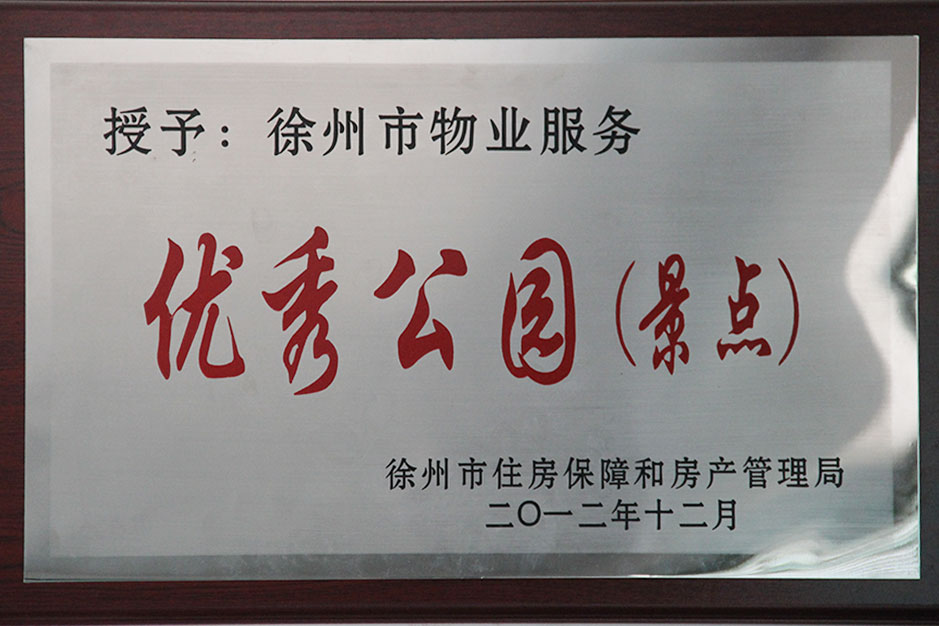 授予：徐州市物业服务
优秀公园（景点）
徐州市住房保障和房产管理局
二〇一二年十二月